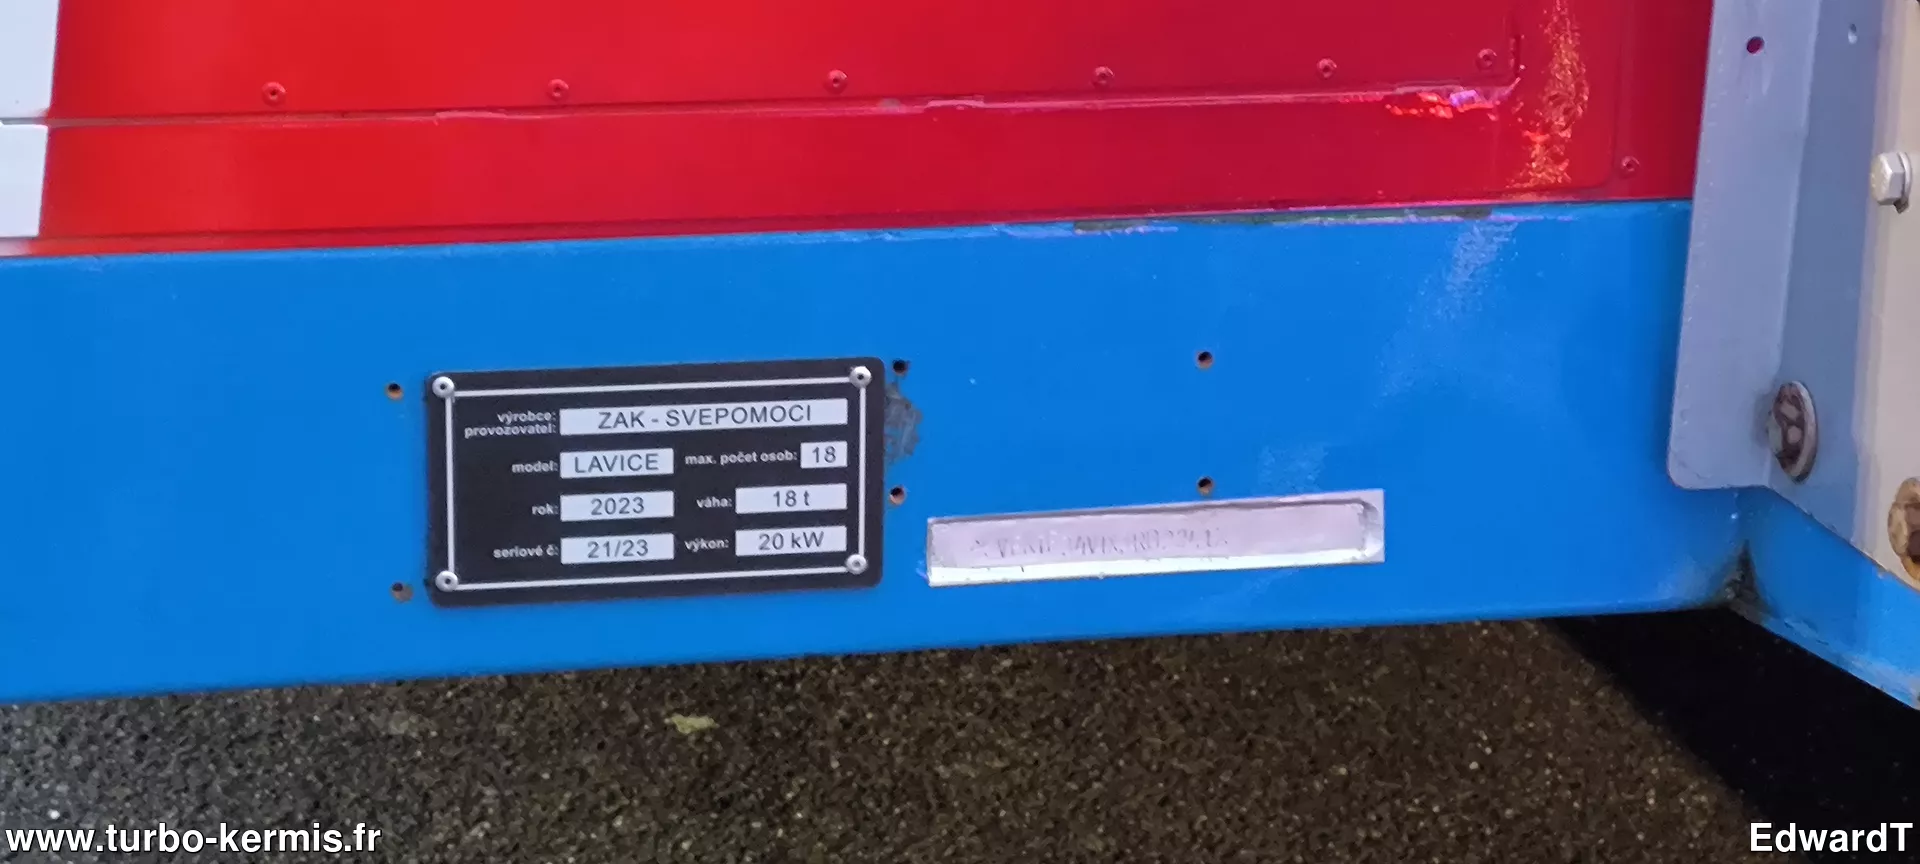 výrobce: ZAK - SVEPOMOCI
provozovatel:
model: LAVICE max. počet osob: 18
rok: 2023 váha: 18 t
seriové č: 21/23 výkon: 20 kW
www.turbo-kermis.fr EdwardT